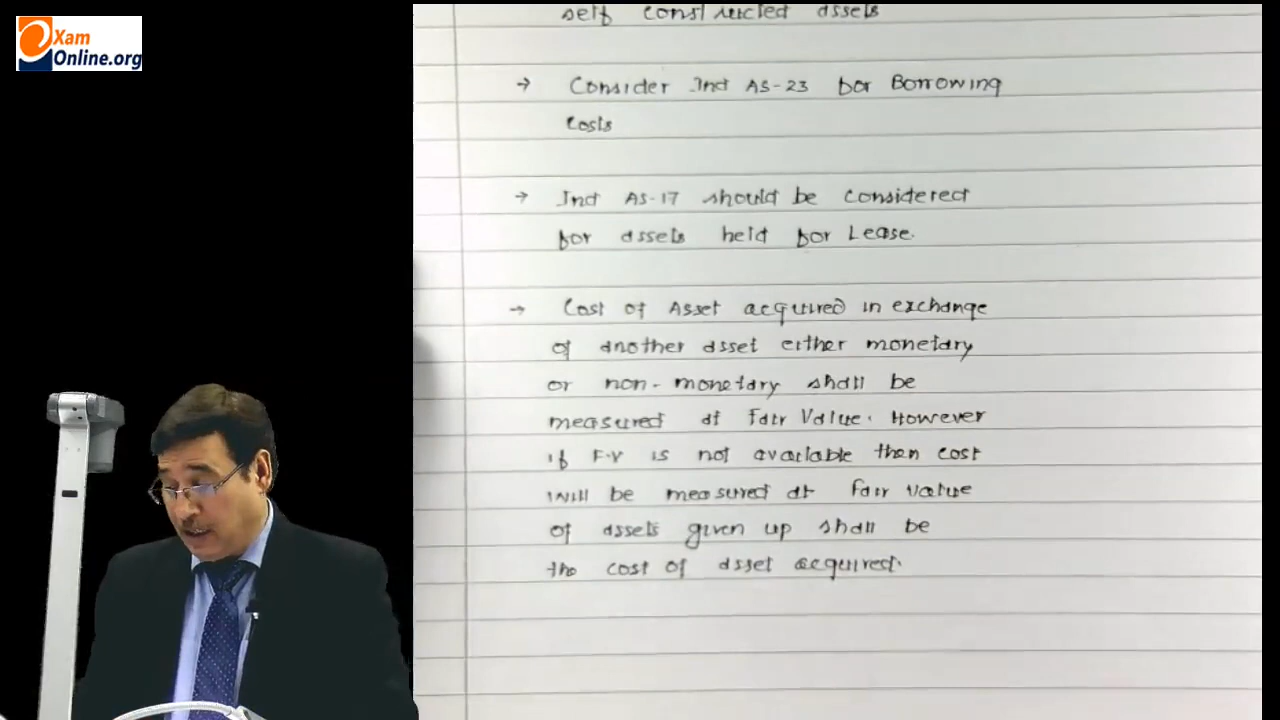 Xam
Online.org
self constructed assets
→ Consider Ind AS-23 for Borrowing
Costs
→ Ind AS-17 should be considered
for assets held for Lease.
→ Cost of Asset acquired in exchange
of another asset either monetary
or non-monetary shall be
measured at Fair Value. However
if F.V is not available then cost
will be measured at fair value
of assets given up shall be
the cost of asset acquired.